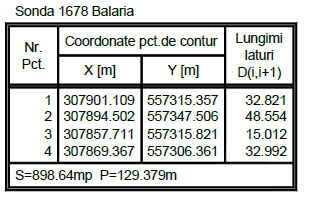 Sonda 1678 Balaria
Nr. Pct. Coordonate pct.de contur Lungimi laturi D(i,i+1)
X [m] Y [m]
1 307901.109 557315.357 32.821
2 307894.502 557347.506 48.554
3 307857.711 557315.821 15.012
4 307869.367 557306.361 32.992
S=898.64mp P=129.379m